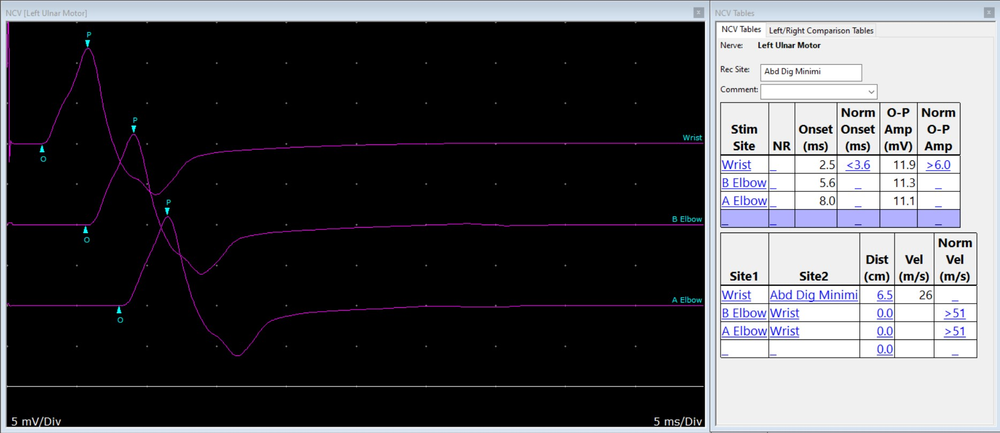 NCV [Left Ulnar Motor]
x
P
P
Wrist
O
P
B Elbow
O
A Elbow
O
5 mV/Div
5 ms/Div
NCV Tables
x
NCV Tables
Left/Right Comparison Tables
Nerve: Left Ulnar Motor
Rec Site: Abd Dig Minimi
Comment:
Stim Site NR Onset (ms) Norm Onset (ms) O-P Amp (mV) Norm O-P Amp
Wrist _ 2.5 <3.6 11.9 >6.0
B Elbow _ 5.6 _ 11.3 _
A Elbow _ 8.0 _ 11.1 _
_ _ _ _
Site1 Site2 Dist (cm) Vel (m/s) Norm Vel (m/s)
Wrist Abd Dig Minimi 6.5 26 _
B Elbow Wrist 0.0 >51
A Elbow Wrist 0.0 >51
_ _ 0.0 _